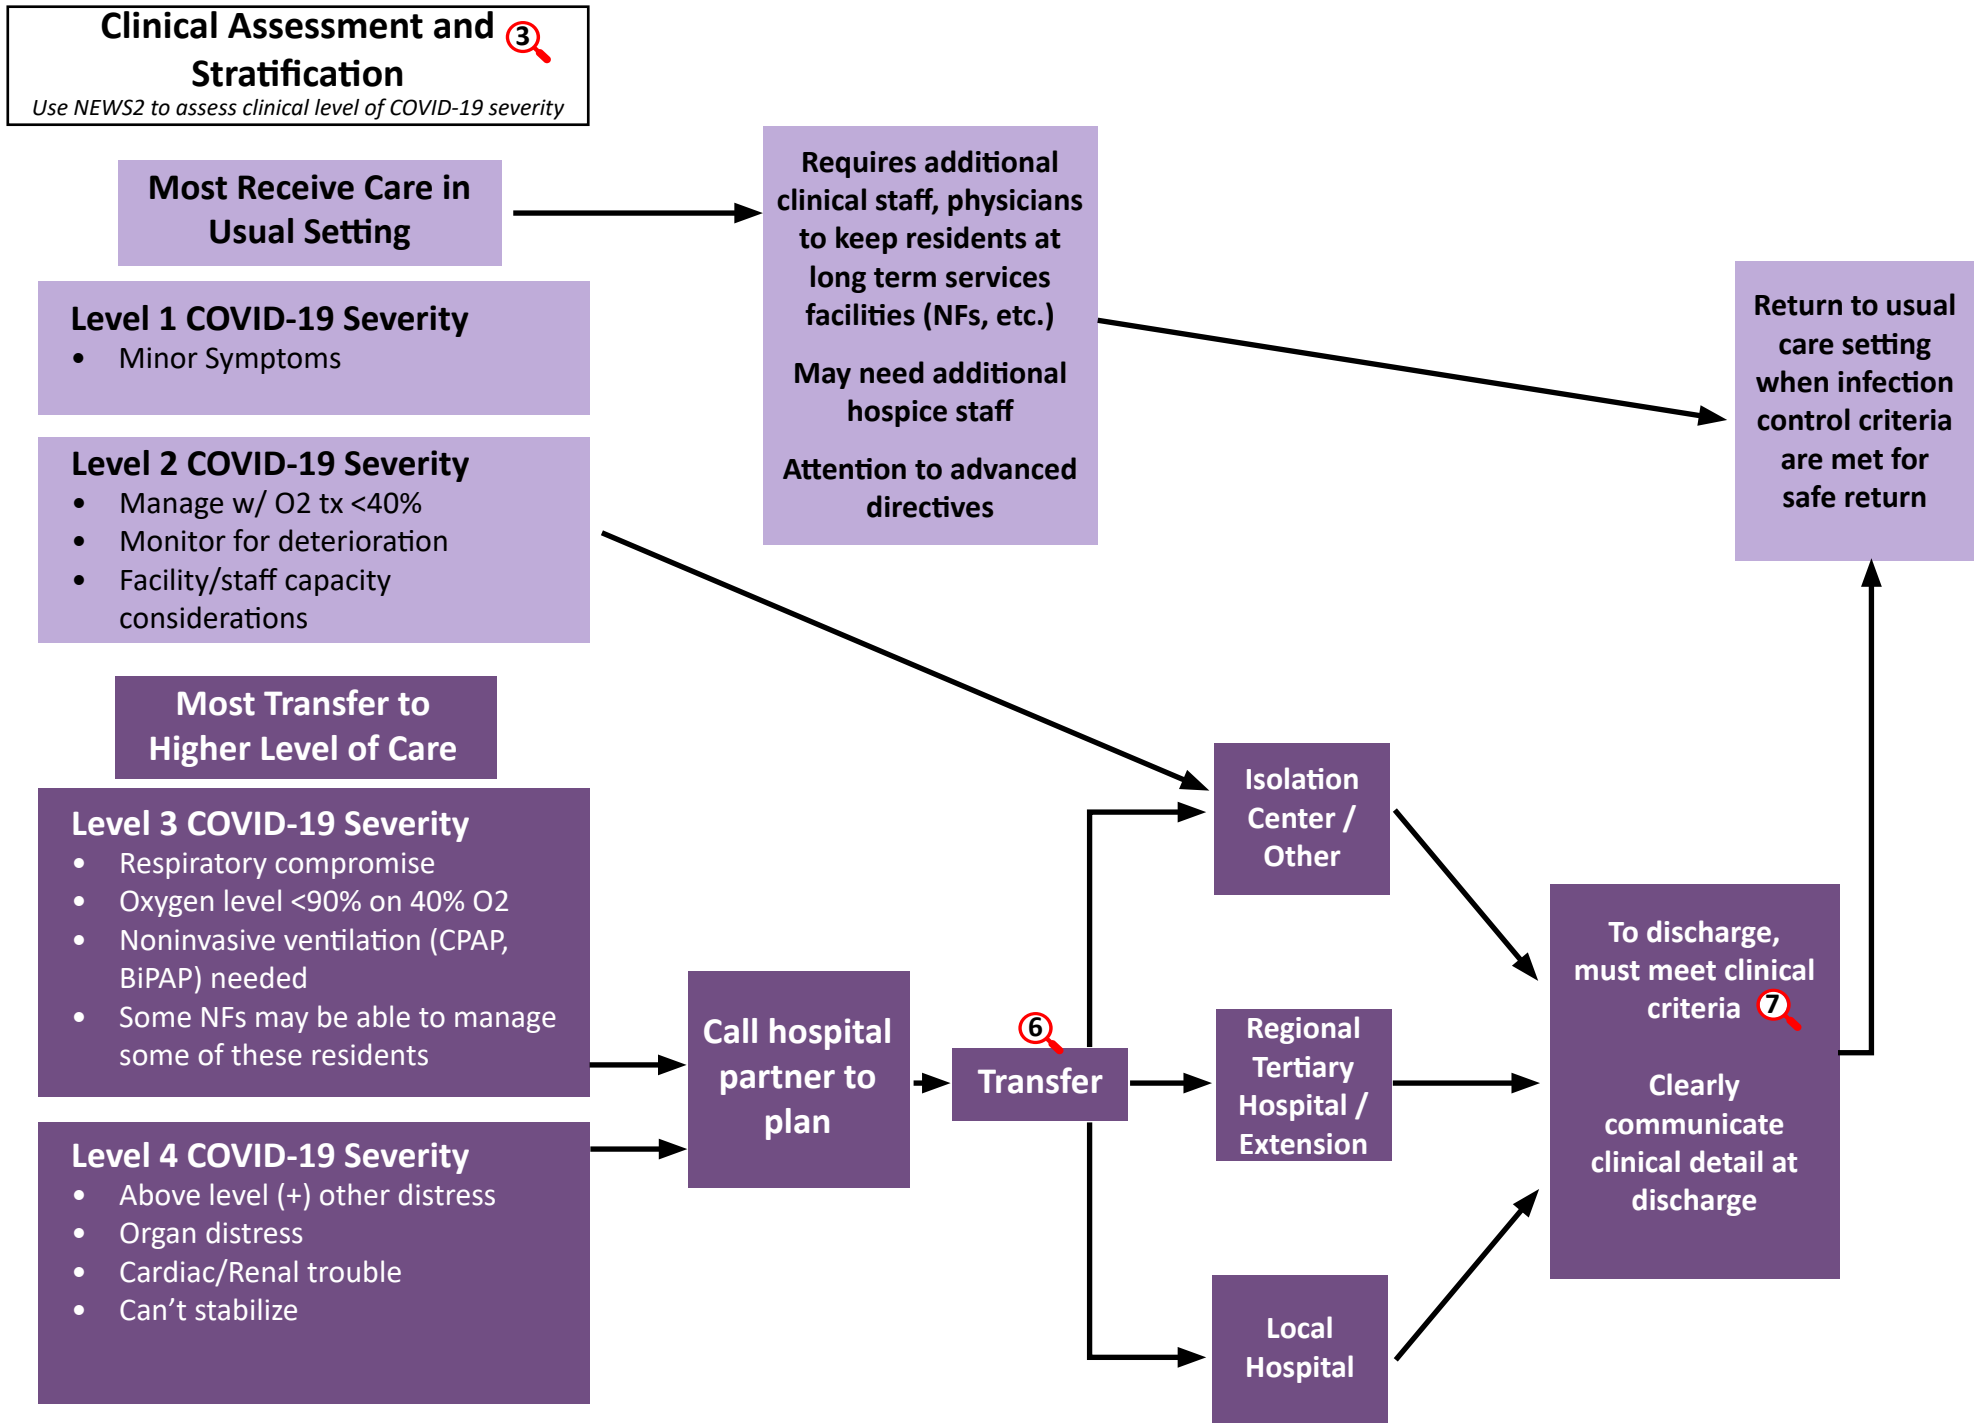 Clinical Assessment and
Stratification
3
Use NEWS2 to assess clinical level of COVID-19 severity
Most Receive Care in
Usual Setting
Level 1 COVID-19 Severity
• Minor Symptoms
Level 2 COVID-19 Severity
• Manage w/ O2 tx <40%
• Monitor for deterioration
• Facility/staff capacity
considerations
Requires additional
clinical staff, physicians
to keep residents at
long term services
facilities (NFs, etc.)
May need additional
hospice staff
Attention to advanced
directives
Return to usual
care setting
when infection
control criteria
are met for
safe return
Most Transfer to
Higher Level of Care
Level 3 COVID-19 Severity
• Respiratory compromise
• Oxygen level <90% on 40% O2
• Noninvasive ventilation (CPAP,
BiPAP) needed
• Some NFs may be able to manage
some of these residents
Level 4 COVID-19 Severity
• Above level (+) other distress
• Organ distress
• Cardiac/Renal trouble
• Can’t stabilize
Call hospital
partner to
plan
6
Transfer
Isolation
Center /
Other
Regional
Tertiary
Hospital /
Extension
Local
Hospital
To discharge,
must meet clinical
criteria 7
Clearly
communicate
clinical detail at
discharge